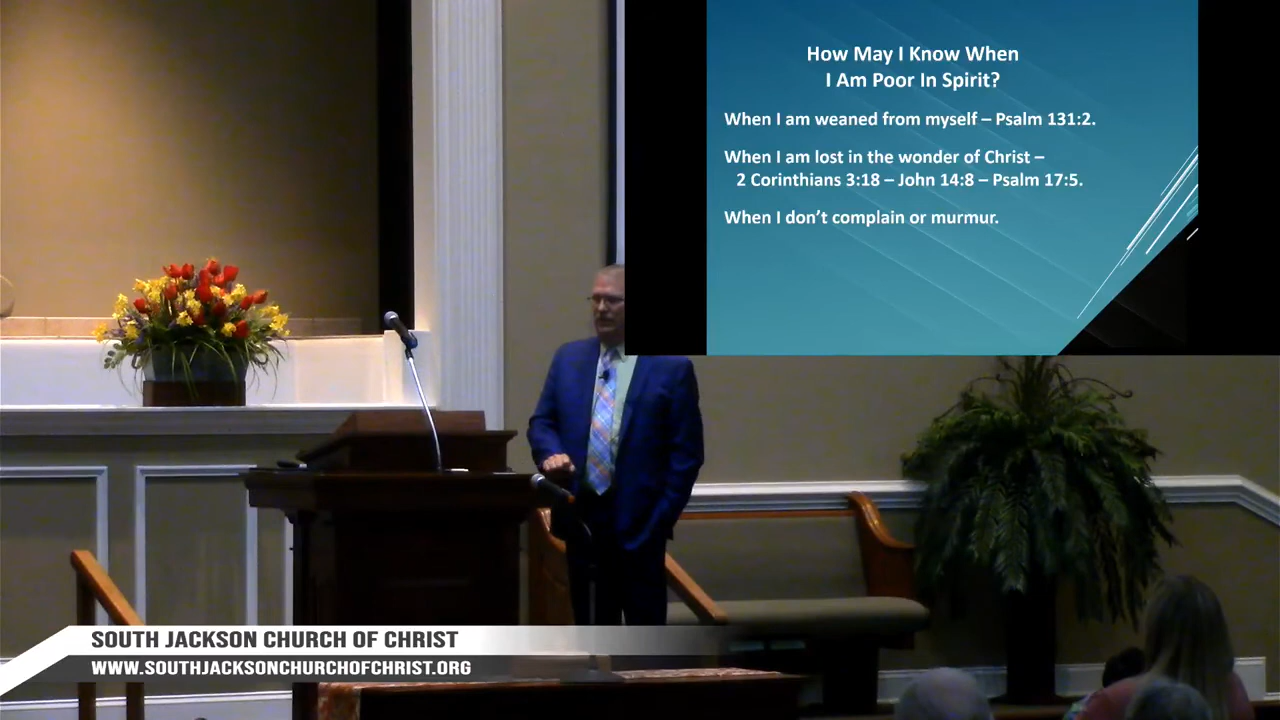 How May I Know When
I Am Poor In Spirit?
When I am weaned from myself – Psalm 131:2.
When I am lost in the wonder of Christ –
2 Corinthians 3:18 – John 14:8 – Psalm 17:5.
When I don’t complain or murmur.
SOUTH JACKSON CHURCH OF CHRIST
WWW.SOUTHJACKSONCHURCHOFCHRIST.ORG